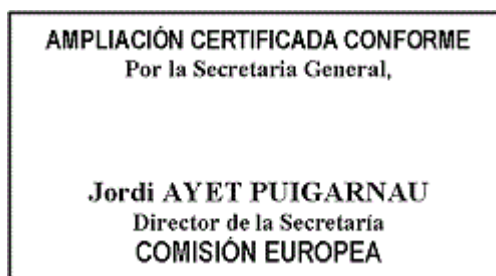 AMPLIACIÓN CERTIFICADA CONFORME
Por la Secretaria General,
Jordi AYET PUIGARNAU
Director de la Secretaría
COMISIÓN EUROPEA